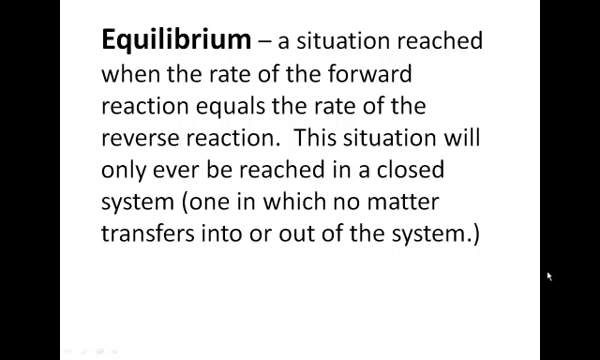 Equilibrium – a situation reached
when the rate of the forward
reaction equals the rate of the
reverse reaction.  This situation will
only ever be reached in a closed
system (one in which no matter
transfers into or out of the system.)